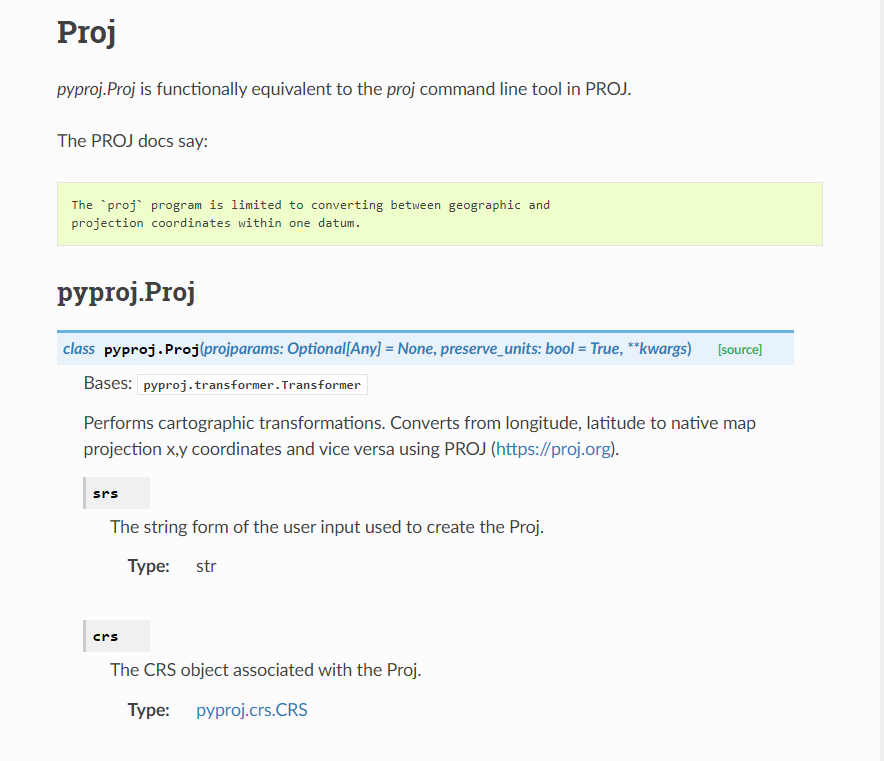 Proj
pyproj.Proj is functionally equivalent to the proj command line tool in PROJ.
The PROJ docs say:
The `proj` program is limited to converting between geographic and
projection coordinates within one datum.
pyproj.Proj
class pyproj.Proj(projparams: Optional[Any] = None, preserve_units: bool = True, **kwargs) [source]
Bases: pyproj.transformer.Transformer
Performs cartographic transformations. Converts from longitude, latitude to native map
projection x,y coordinates and vice versa using PROJ (https://proj.org).
srs
The string form of the user input used to create the Proj.
Type: str
crs
The CRS object associated with the Proj.
Type: pyproj.crs.CRS